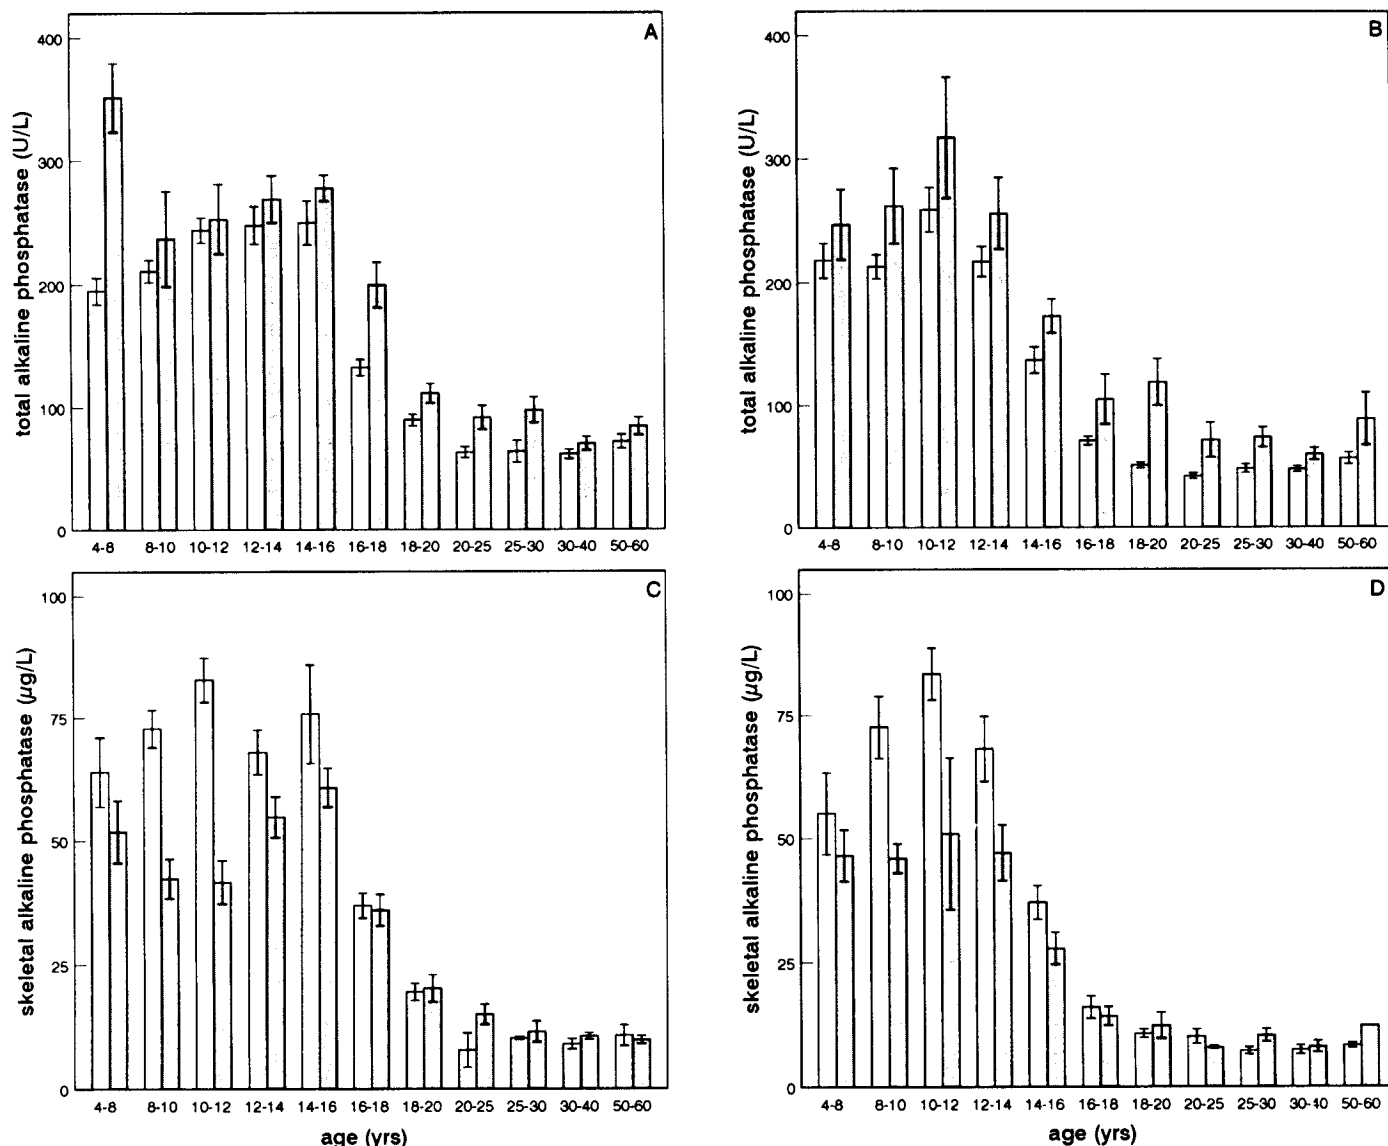 A
total alkaline phosphatase (U/L)
400
300
200
100
0
4-8 8-10 10-12 12-14 14-16 16-18 18-20 20-25 25-30 30-40 50-60
B
total alkaline phosphatase (U/L)
400
300
200
100
0
4-8 8-10 10-12 12-14 14-16 16-18 18-20 20-25 25-30 30-40 50-60
C
skeletal alkaline phosphatase (µg/L)
100
75
50
25
0
4-8 8-10 10-12 12-14 14-16 16-18 18-20 20-25 25-30 30-40 50-60
age (yrs)
D
skeletal alkaline phosphatase (µg/L)
100
75
50
25
0
4-8 8-10 10-12 12-14 14-16 16-18 18-20 20-25 25-30 30-40 50-60
age (yrs)